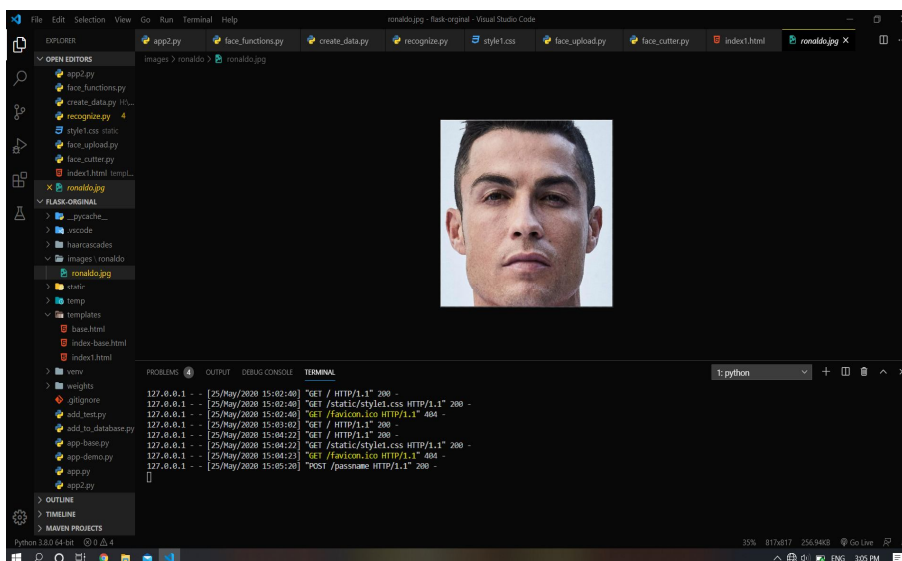 File Edit Selection View Go Run Terminal Help
ronaldo.jpg - flask-orginal - Visual Studio Code
EXPLORER
app2.py face_functions.py create_data.py recognize.py style1.css face_upload.py face_cutter.py index1.html ronaldo.jpg
images > ronaldo > ronaldo.jpg
OPEN EDITORS
app2.py
face_functions.py
create_data.py H:\...
recognize.py 4
style1.css static
face_upload.py
face_cutter.py
index1.html templ...
ronaldo.jpg
FLASK-ORGINAL
__pycache__
.vscode
haarcascades
images \ ronaldo
ronaldo.jpg
static
temp
templates
base.html
index-base.html
index1.html
venv
weights
.gitignore
add_test.py
add_to_database.py
app-base.py
app-demo.py
app.py
app2.py
OUTLINE
TIMELINE
MAVEN PROJECTS
PROBLEMS 4 OUTPUT DEBUG CONSOLE TERMINAL
1: python
127.0.0.1 - - [25/May/2020 15:02:40] "GET / HTTP/1.1" 200 -
127.0.0.1 - - [25/May/2020 15:02:40] "GET /static/style1.css HTTP/1.1" 200 -
127.0.0.1 - - [25/May/2020 15:02:40] "GET /favicon.ico HTTP/1.1" 404 -
127.0.0.1 - - [25/May/2020 15:03:02] "GET / HTTP/1.1" 200 -
127.0.0.1 - - [25/May/2020 15:04:22] "GET / HTTP/1.1" 200 -
127.0.0.1 - - [25/May/2020 15:04:22] "GET /static/style1.css HTTP/1.1" 200 -
127.0.0.1 - - [25/May/2020 15:04:23] "GET /favicon.ico HTTP/1.1" 404 -
127.0.0.1 - - [25/May/2020 15:05:20] "POST /passname HTTP/1.1" 200 -
Python 3.8.0 64-bit 0 4
35% 817x817 256.94KB Go Live
ENG 3:05 PM